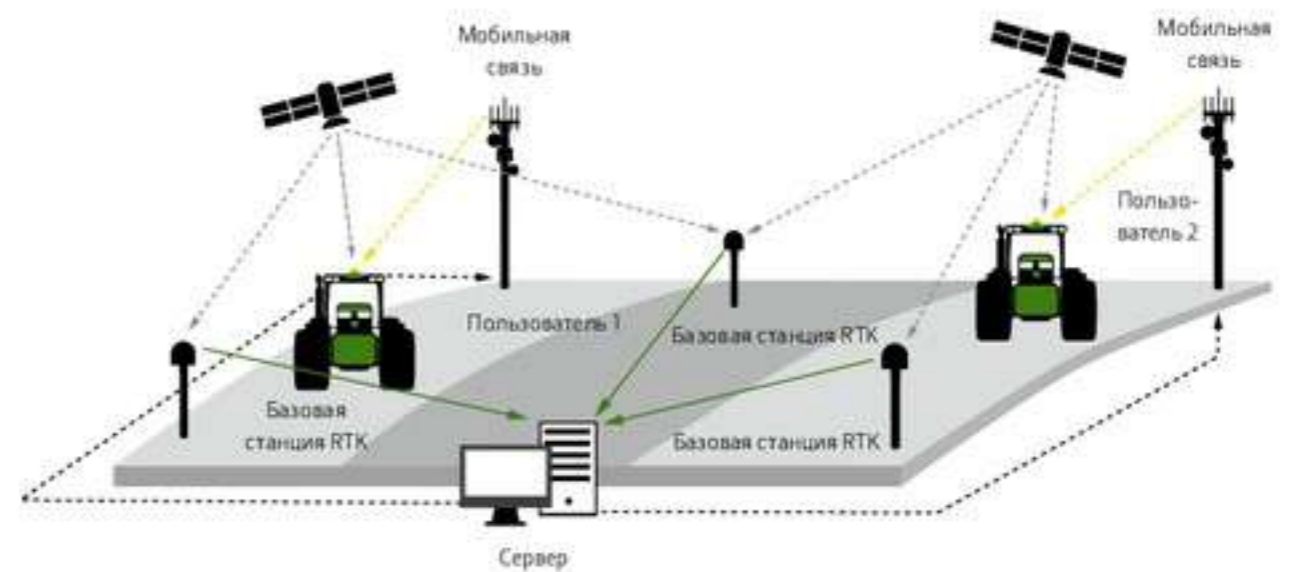 Мобильная
связь
Мобильная
связь
Пользо-
ватель 2
Пользователь 1
Базовая станция RTK
Базовая
станция RTK
Базовая станция RTK
Сервер